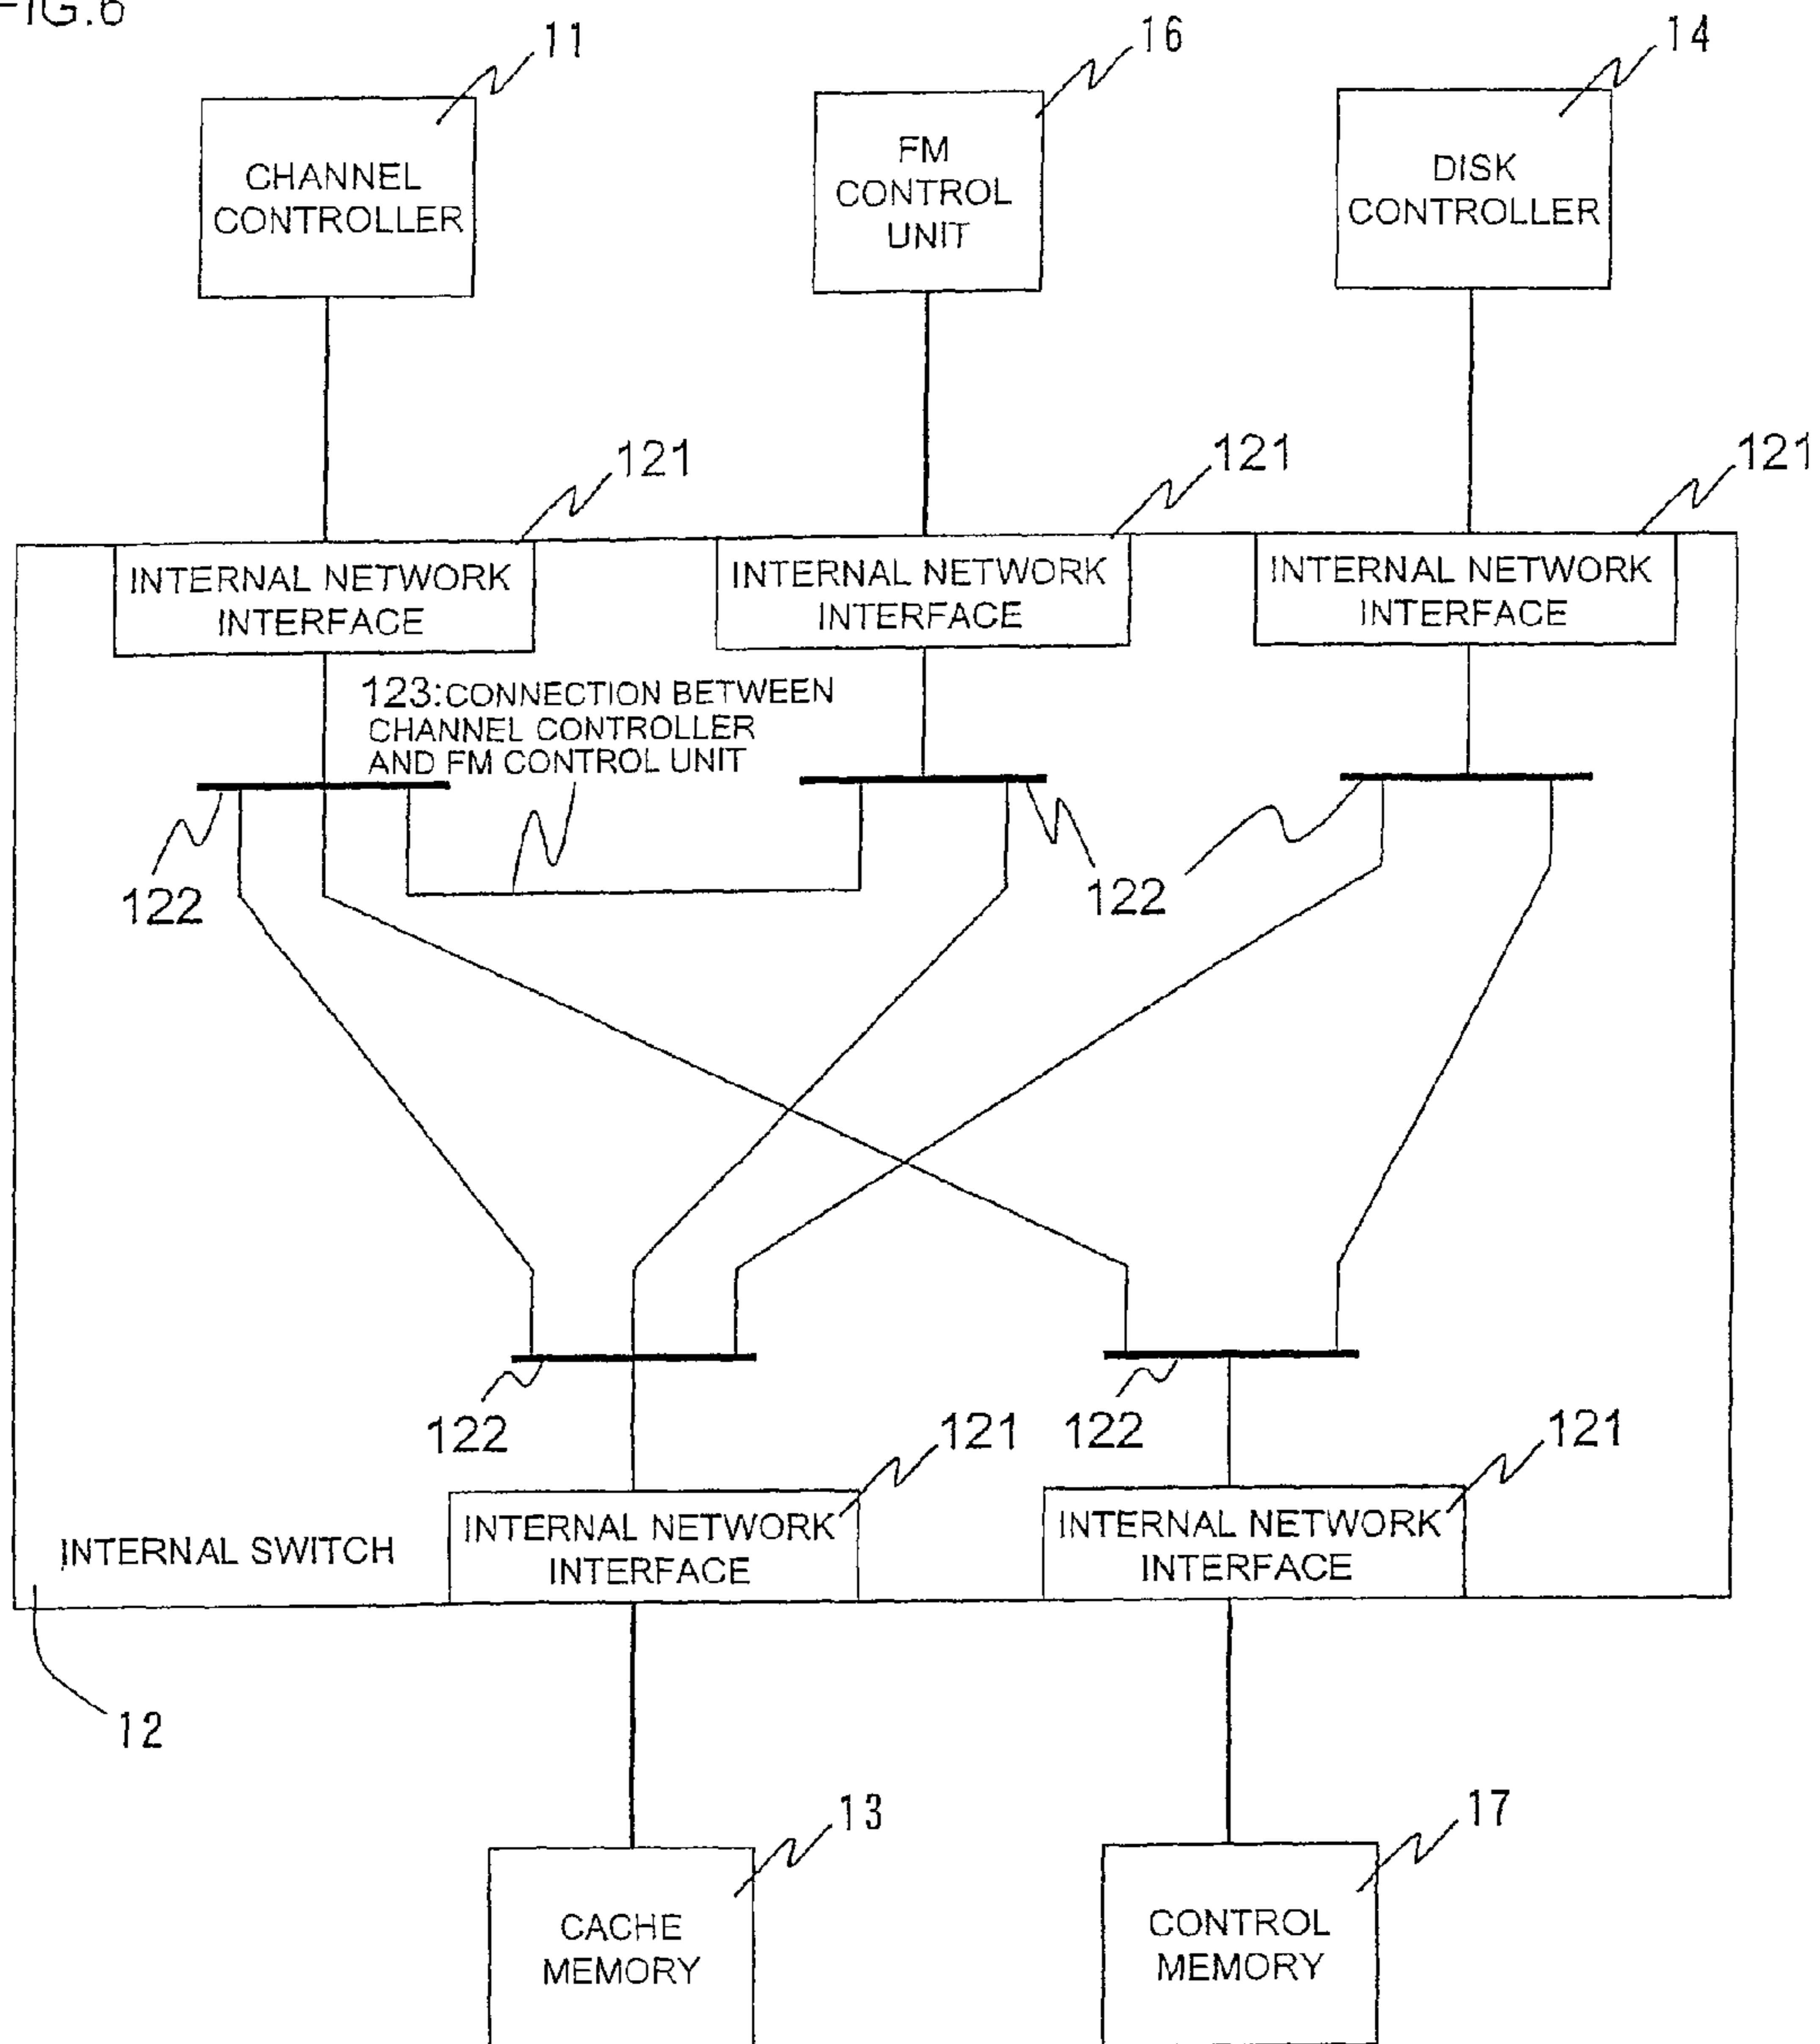 FIG.6
11
16
14
CHANNEL
CONTROLLER
FM
CONTROL
UNIT
DISK
CONTROLLER
121
121
121
INTERNAL NETWORK
INTERFACE
INTERNAL NETWORK
INTERFACE
INTERNAL NETWORK
INTERFACE
123:CONNECTION BETWEEN
CHANNEL CONTROLLER
AND FM CONTROL UNIT
122
122
122
122
121
121
INTERNAL SWITCH
INTERNAL NETWORK
INTERFACE
INTERNAL NETWORK
INTERFACE
12
13
17
CACHE
MEMORY
CONTROL
MEMORY